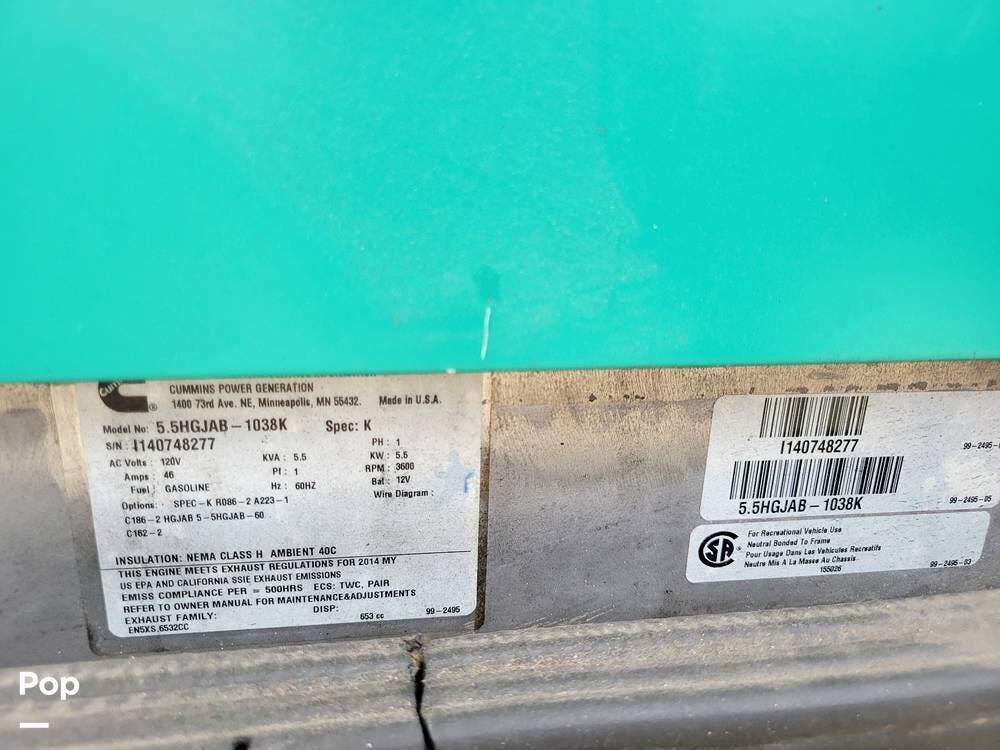 CUMMINS POWER GENERATION
1400 73rd Ave. NE, Minneapolis, MN 55432. Made in U.S.A.
Model No: 5.5HGJAB-1038K Spec: K
S/N: I140748277 PH: 1
AC Volts: 120V KVA: 5.5 KW: 5.5
Amps: 46 Pf: 1 RPM: 3600
Fuel: GASOLINE Hz: 60HZ Bat: 12V
Options: SPEC-K R086-2 A223-1 Wire Diagram:
C186-2 HGJAB 5-5HGJAB-60
C162-2
INSULATION: NEMA CLASS H AMBIENT 40C
THIS ENGINE MEETS EXHAUST REGULATIONS FOR 2014 MY
US EPA AND CALIFORNIA SSIE EXHAUST EMISSIONS
EMISS COMPLIANCE PER = 500HRS ECS: TWC, PAIR
REFER TO OWNER MANUAL FOR MAINTENANCE&ADJUSTMENTS
EXHAUST FAMILY: DISP: 99-2495
EN5XS.6532CC 653 cc
I140748277
99-2495-05
5.5HGJAB-1038K
SA
For Recreational Vehicle Use
Neutral Bonded To Frame
Pour Usage Dans Les Vehicules Recreatifs
Neutre Mis A La Masse Au Chassis
155026 99-2495-03
Pop